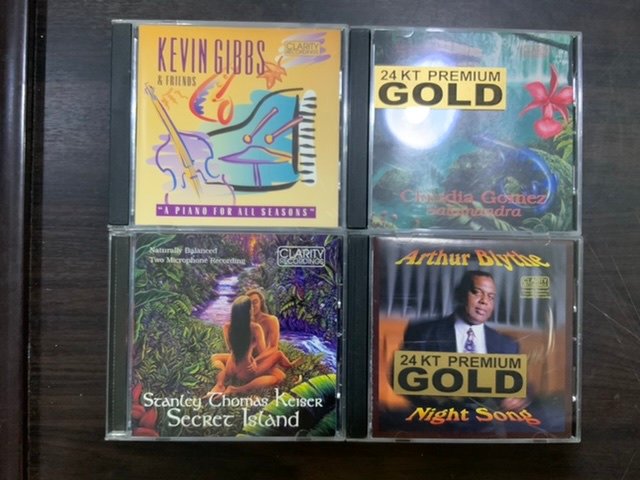 KEVIN GIBBS
& FRIENDS
CLARITY
RECORDINGS
"A PIANO FOR ALL SEASONS"
24 KT PREMIUM
GOLD
Claudia Gomez
Salamandra
Naturally Balanced
Two Microphone Recording
CLARITY
RECORDINGS
Stanley Thomas Keiser
Secret Island
Arthur Blythe
CLARITY
24 KT PREMIUM
GOLD
Night Song